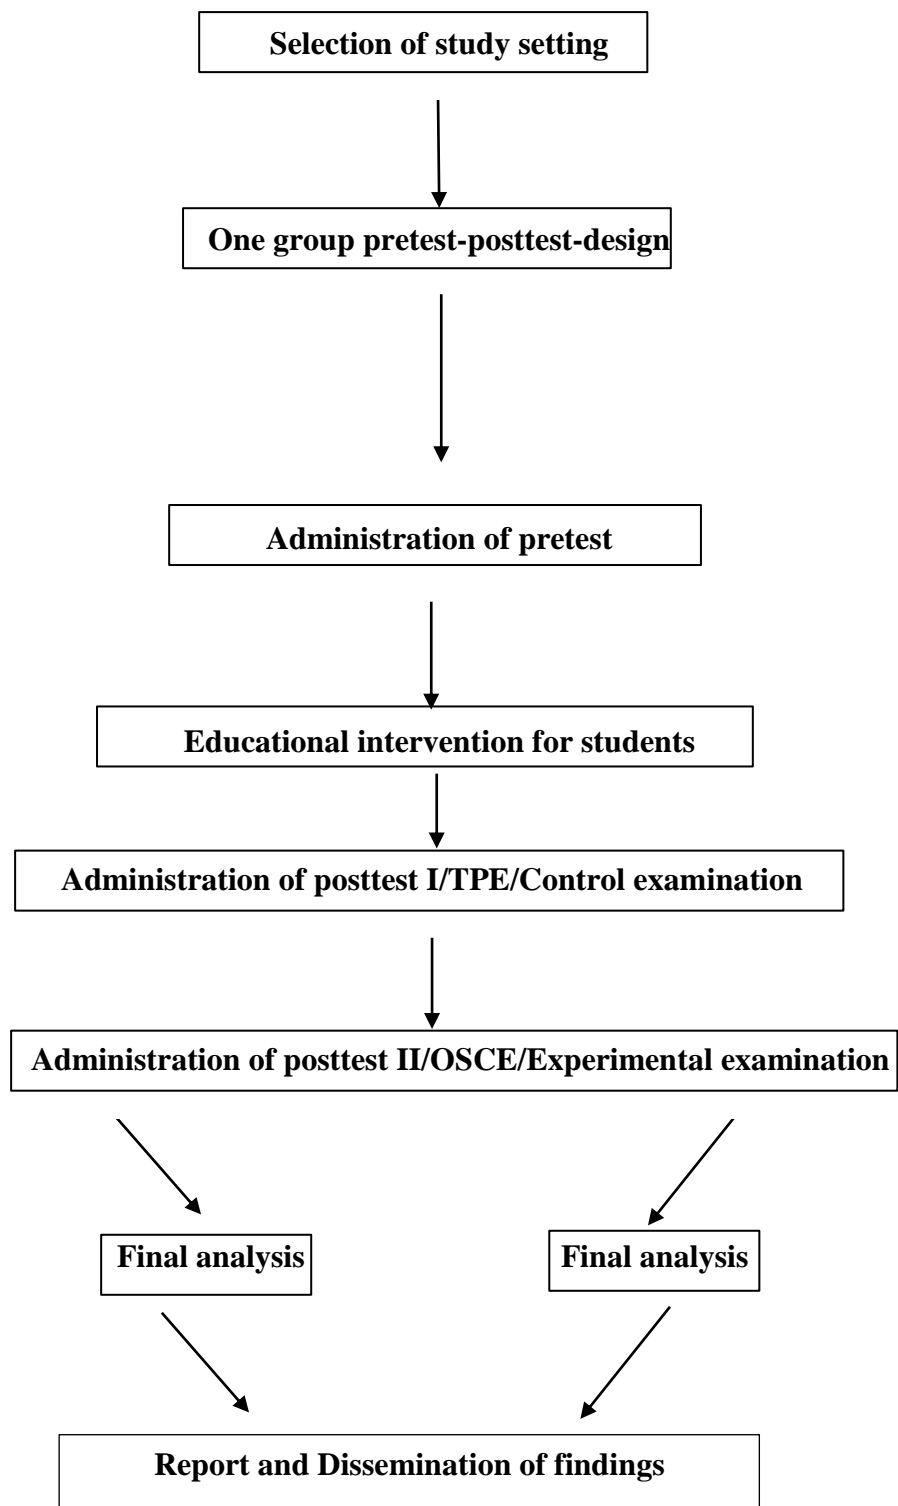 Selection of study setting
One group pretest-posttest-design
Administration of pretest
Educational intervention for students
Administration of posttest I/TPE/Control examination
Administration of posttest II/OSCE/Experimental examination
Final analysis
Final analysis
Report and Dissemination of findings